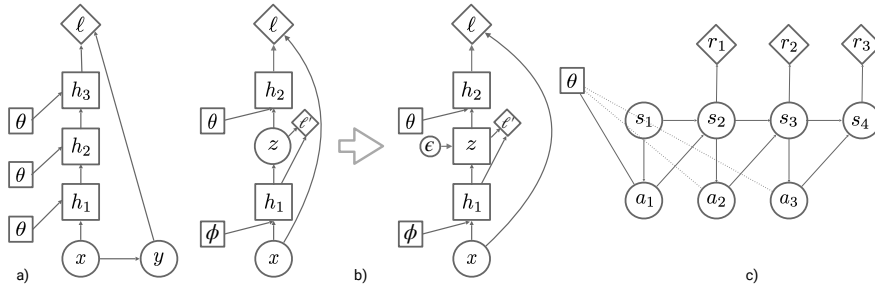 ℓ
h₃
θ
h₂
θ
h₁
θ
x
y
a)
ℓ
h₂
θ
ℓ′
z
h₁
ϕ
x
b)
ℓ
h₂
θ
ℓ′
ϵ
z
h₁
ϕ
x
r₁ r₂ r₃
θ
s₁ s₂ s₃ s₄
a₁ a₂ a₃
c)